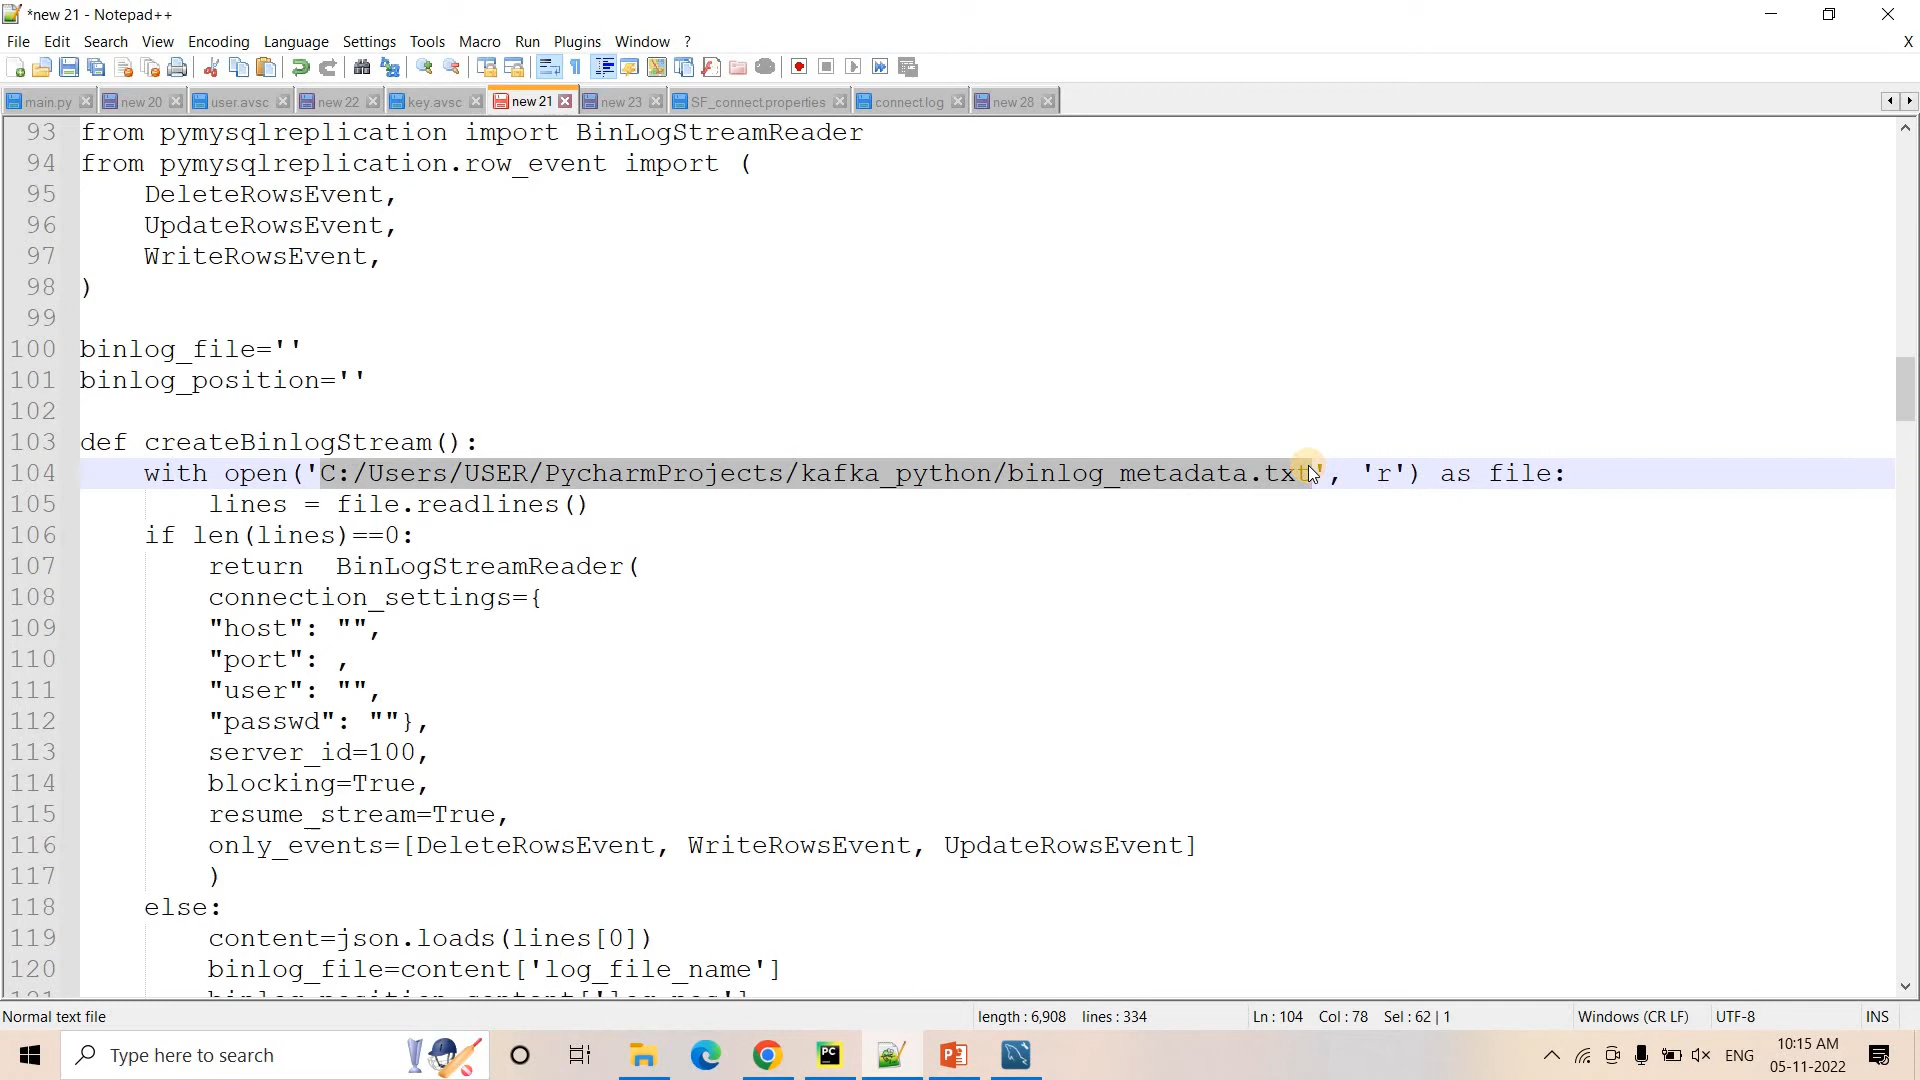 *new 21 - Notepad++
File Edit Search View Encoding Language Settings Tools Macro Run Plugins Window ? X
main.py new 20 user.avsc new 22 key.avsc new 21 new 23 SF_connect.properties connect.log new 28
93 from pymysqlreplication import BinLogStreamReader
94 from pymysqlreplication.row_event import (
95 DeleteRowsEvent,
96 UpdateRowsEvent,
97 WriteRowsEvent,
98 )
99
100 binlog_file=''
101 binlog_position=''
102
103 def createBinlogStream():
104 with open('C:/Users/USER/PycharmProjects/kafka_python/binlog_metadata.txt', 'r') as file:
105 lines = file.readlines()
106 if len(lines)==0:
107 return  BinLogStreamReader(
108 connection_settings={
109 "host": "",
110 "port": ,
111 "user": "",
112 "passwd": ""},
113 server_id=100,
114 blocking=True,
115 resume_stream=True,
116 only_events=[DeleteRowsEvent, WriteRowsEvent, UpdateRowsEvent]
117 )
118 else:
119 content=json.loads(lines[0])
120 binlog_file=content['log_file_name']
Normal text file length : 6,908 lines : 334 Ln : 104 Col : 78 Sel : 62 | 1 Windows (CR LF) UTF-8 INS
Type here to search PC ENG 10:15 AM
05-11-2022